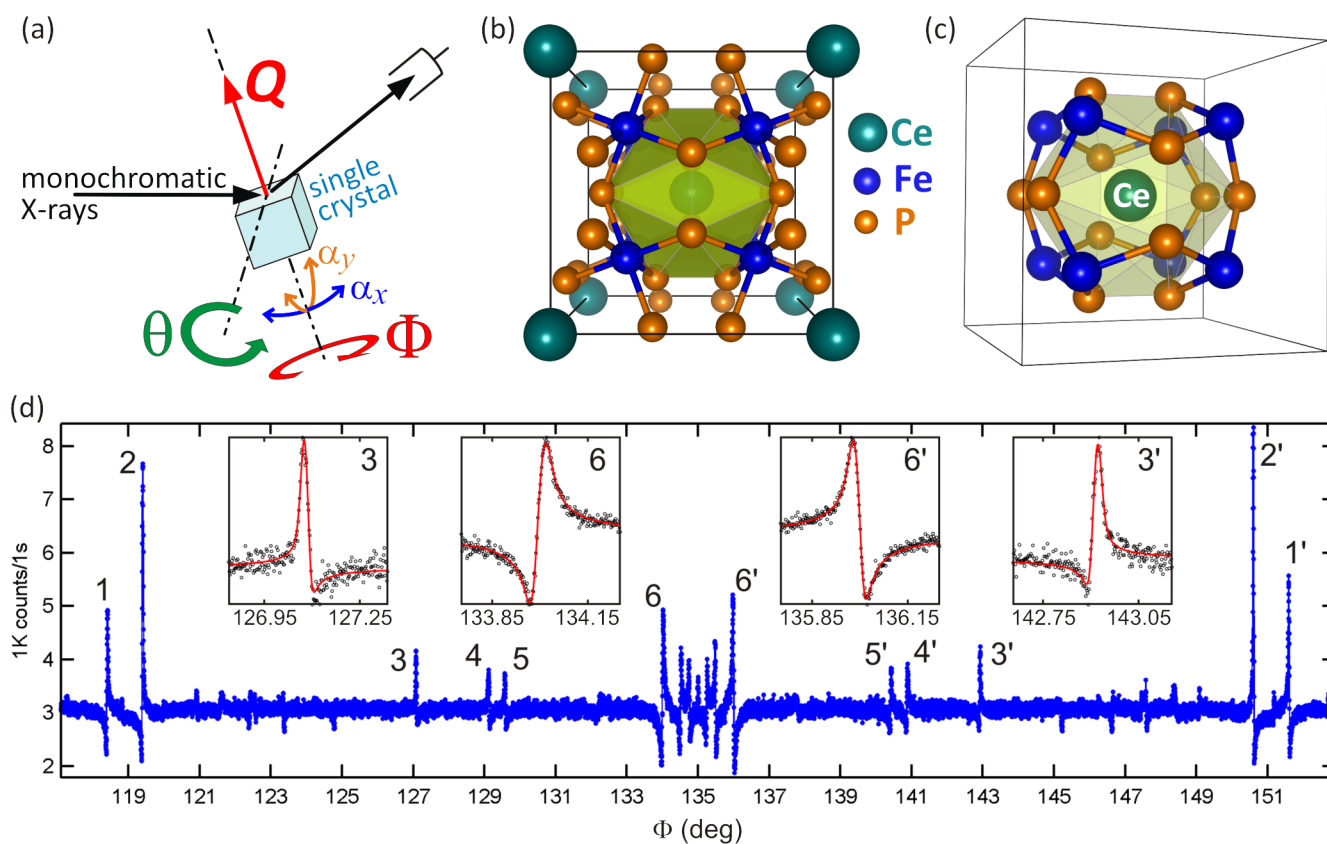 (a)
Q
monochromatic
X-rays
single
crystal
αy
αx
θ
Φ
(b)
Ce
Fe
P
(c)
Ce
(d)
1K counts/1s
8
7
6
5
4
3
2
1
2
3
4
5
6
6'
5'
4'
3'
2'
1'
3
126.95 127.25
6
133.85 134.15
6'
135.85 136.15
3'
142.75 143.05
119 121 123 125 127 129 131 133 135 137 139 141 143 145 147 149 151
Φ (deg)